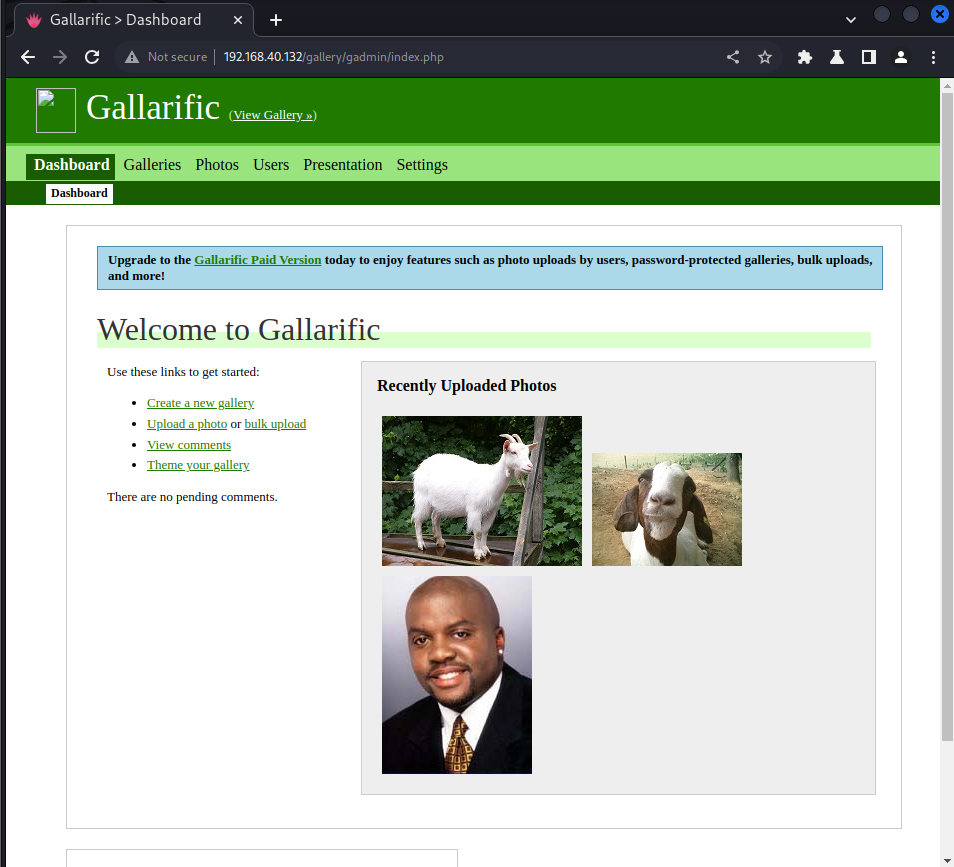 Gallarific > Dashboard
Not secure 192.168.40.132/gallery/gadmin/index.php
Gallarific (View Gallery »)
Dashboard Galleries Photos Users Presentation Settings
Dashboard
Upgrade to the Gallarific Paid Version today to enjoy features such as photo uploads by users, password-protected galleries, bulk uploads,
and more!
Welcome to Gallarific
Use these links to get started:
• Create a new gallery
• Upload a photo or bulk upload
• View comments
• Theme your gallery
There are no pending comments.
Recently Uploaded Photos